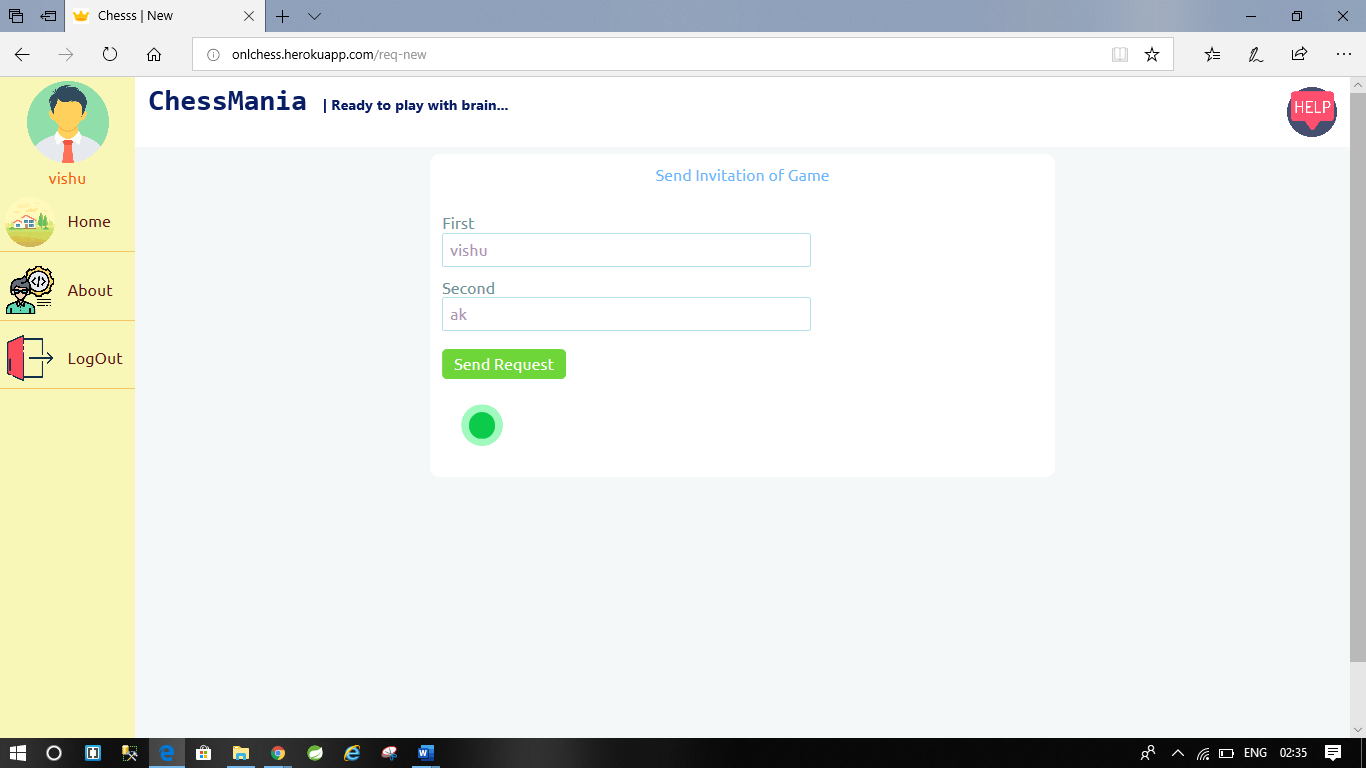 Chesss | New
onlchess.herokuapp.com/req-new
ChessMania | Ready to play with brain...
HELP
vishu
Home
About
LogOut
Send Invitation of Game
First
vishu
Second
ak
Send Request
ENG 02:35